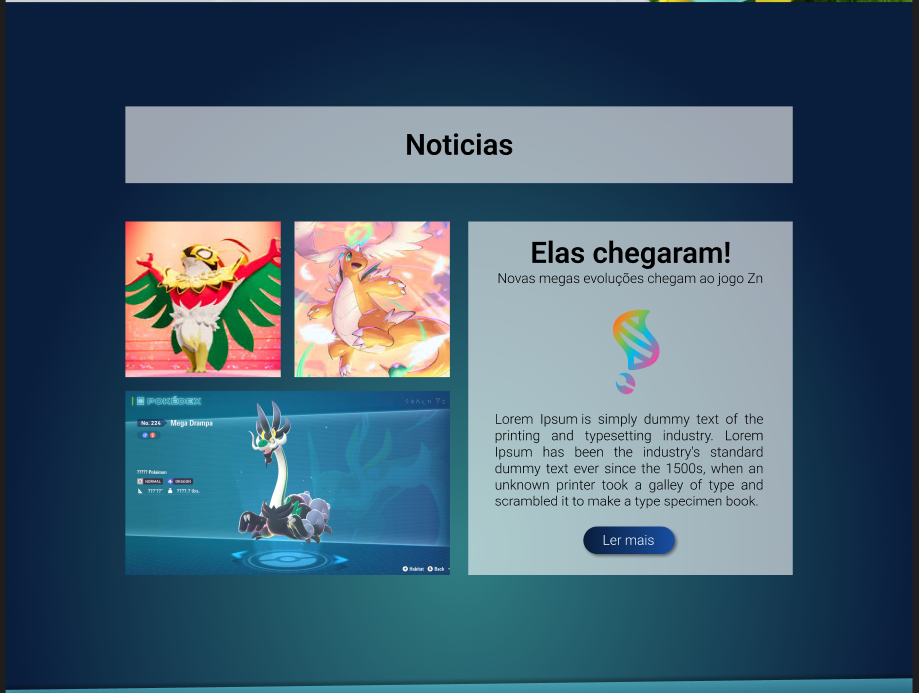 Noticias
Elas chegaram!
Novas megas evoluções chegam ao jogo Zn
Lorem Ipsum is simply dummy text of the
printing and typesetting industry. Lorem
Ipsum has been the industry's standard
dummy text ever since the 1500s, when an
unknown printer took a galley of type and
scrambled it to make a type specimen book.
Ler mais
POKÉDEX
No. 224 Mega Drampa
????? Pokémon
NORMAL DRAGON
???'??" ????.? lbs.
Habitat Back